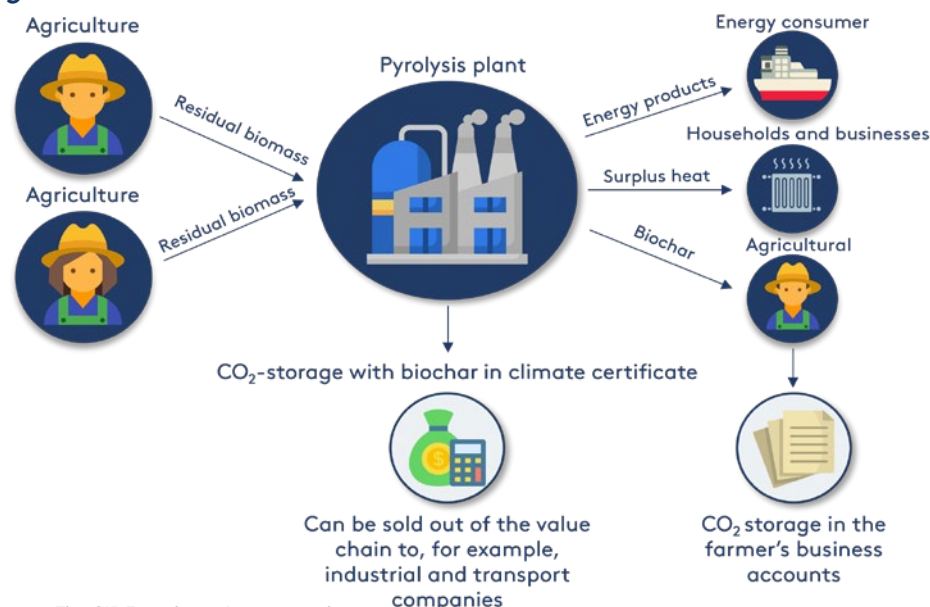 Agriculture
Residual biomass
Agriculture
Residual biomass
Pyrolysis plant
Energy products
Energy consumer
Households and businesses
Surplus heat
Biochar
Agricultural
CO₂-storage with biochar in climate certificate
$
Can be sold out of the value
chain to, for example,
industrial and transport
companies
CO₂ storage in the
farmer's business
accounts